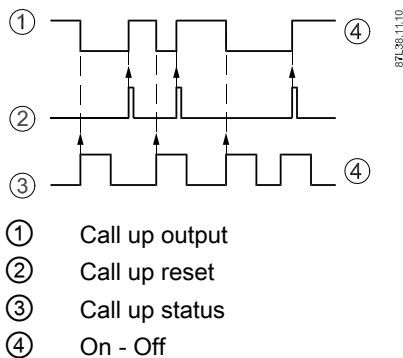 ① ④
②
③ ④
87L38.11.10
① Call up output
② Call up reset
③ Call up status
④ On - Off